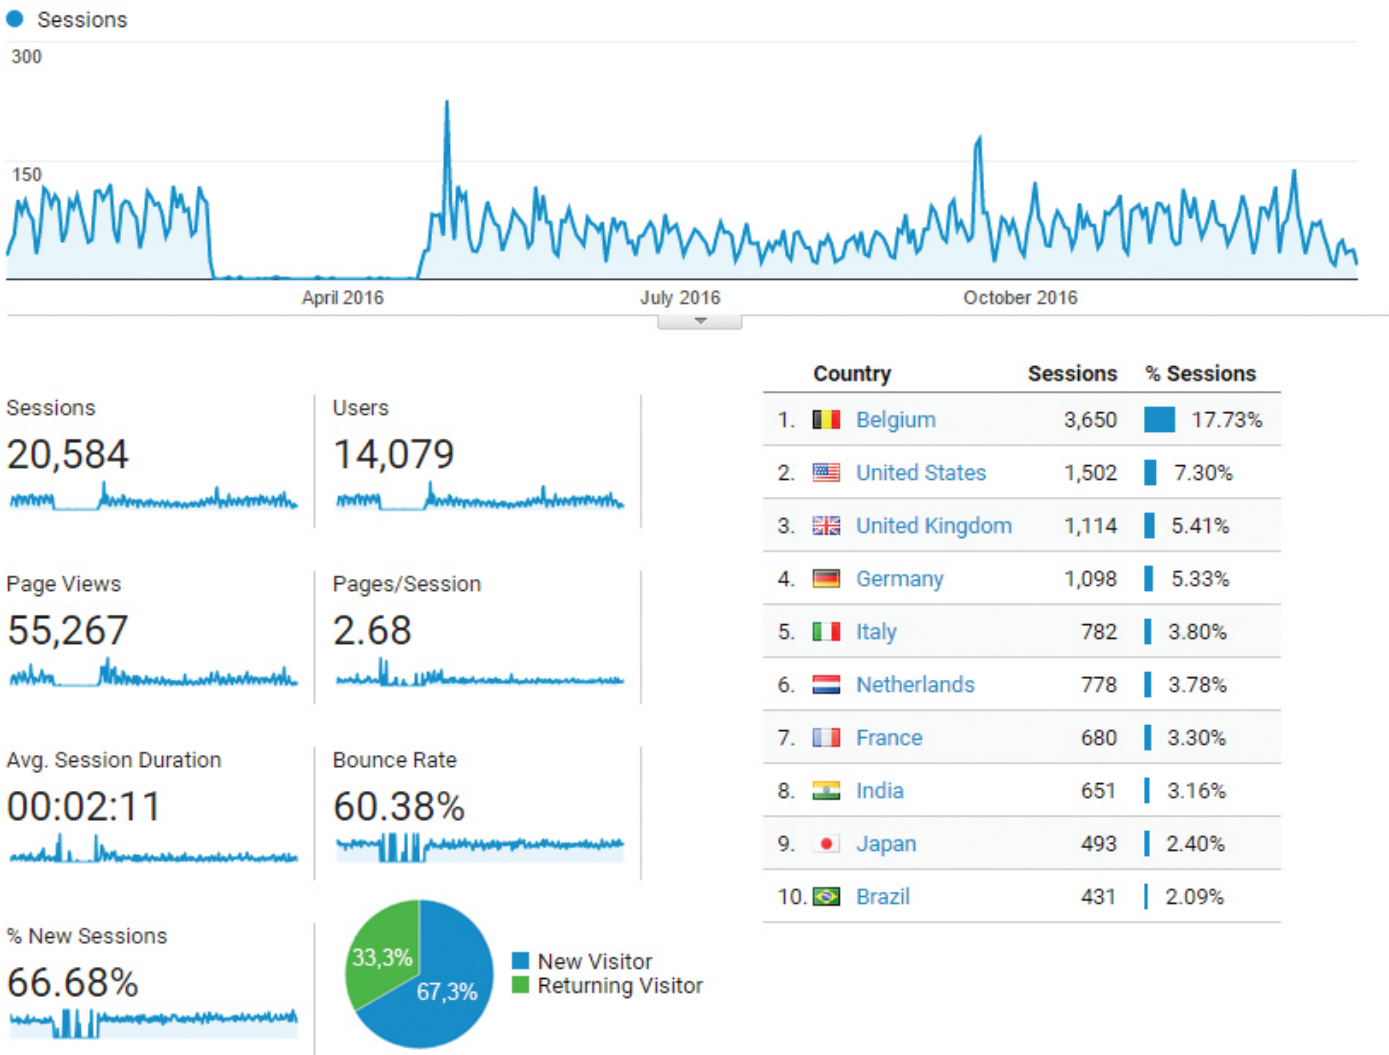 Sessions
300
150
April 2016 July 2016 October 2016
Sessions
20,584
Users
14,079
Page Views
55,267
Pages/Session
2.68
Avg. Session Duration
00:02:11
Bounce Rate
60.38%
% New Sessions
66.68%
33,3%
67,3%
New Visitor
Returning Visitor
Country Sessions % Sessions
1. Belgium 3,650 17.73%
2. United States 1,502 7.30%
3. United Kingdom 1,114 5.41%
4. Germany 1,098 5.33%
5. Italy 782 3.80%
6. Netherlands 778 3.78%
7. France 680 3.30%
8. India 651 3.16%
9. Japan 493 2.40%
10. Brazil 431 2.09%